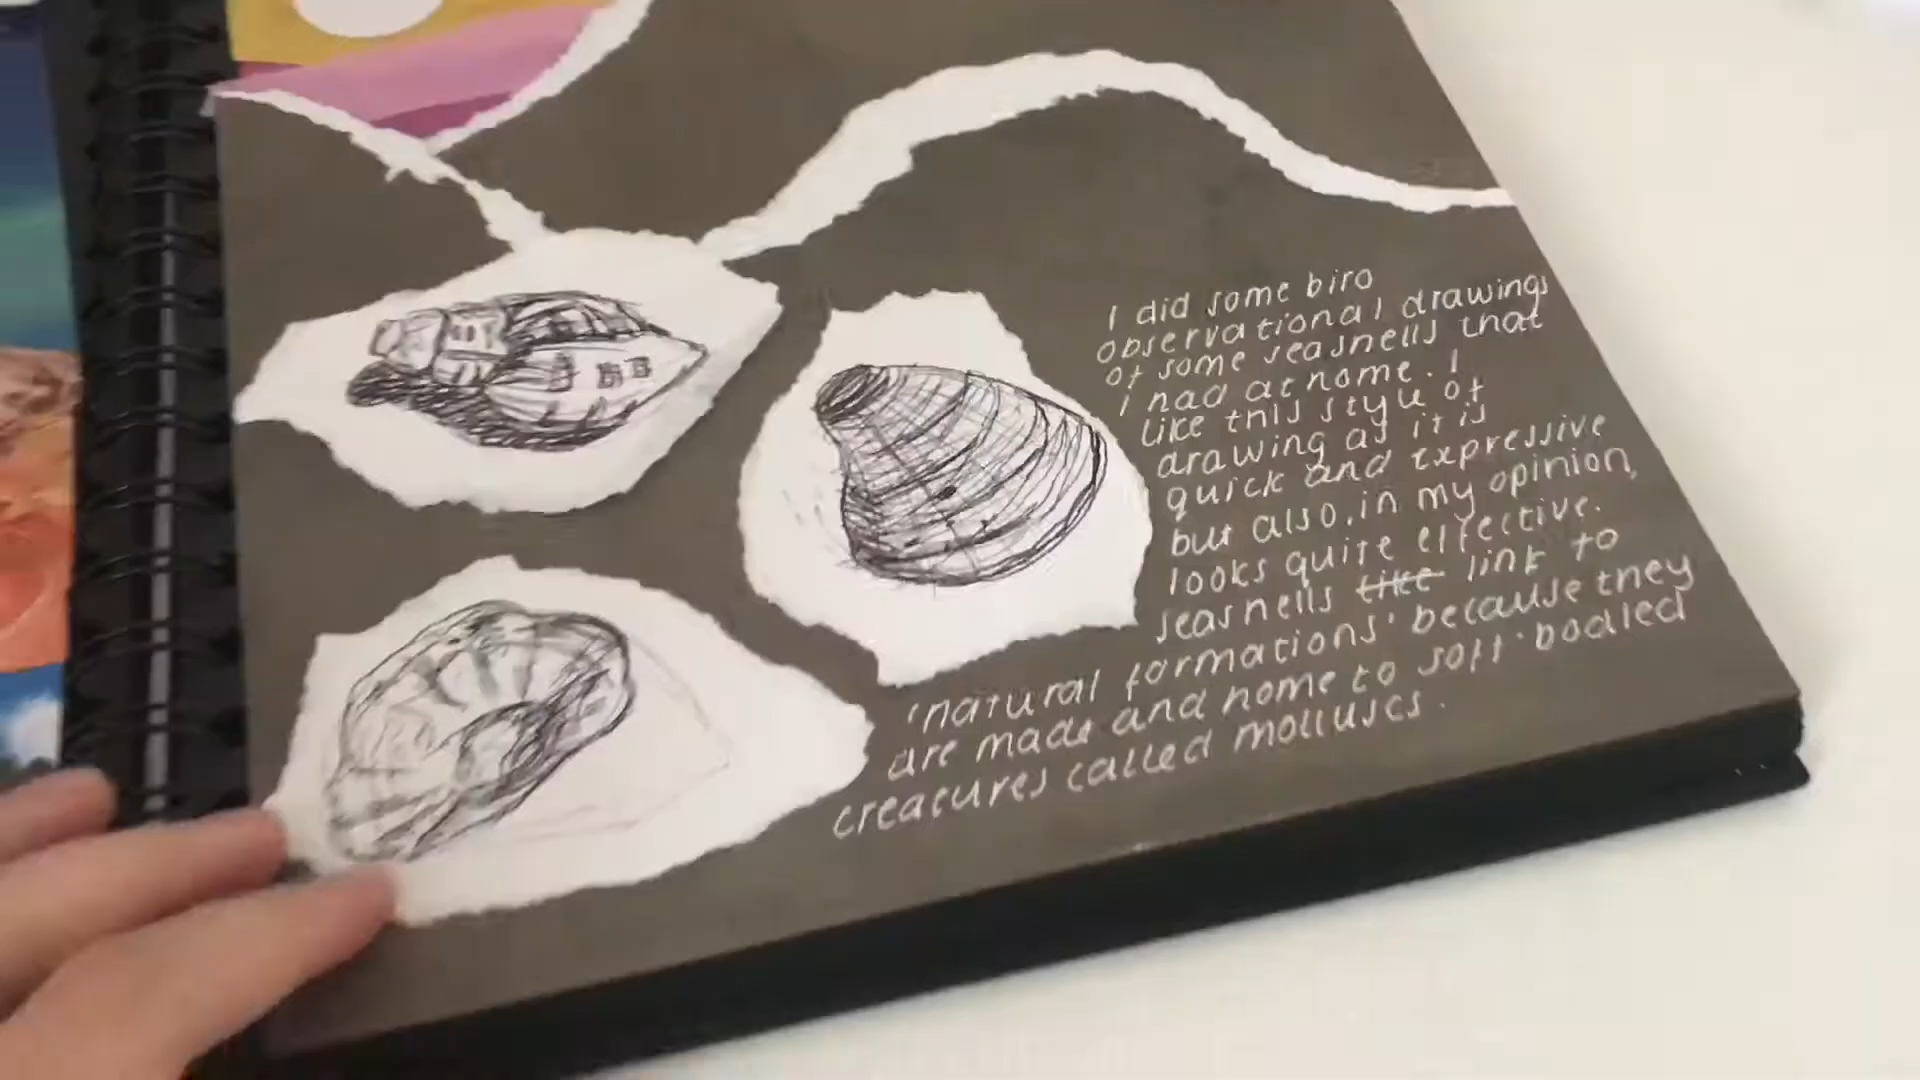 I did some biro
observational drawings
of some seashells that
i had at home. I
like this style of
drawing as it is
quick and expressive
but also, in my opinion,
looks quite effective.
seashells like link to
'natural formations' because they
are made and home to soft-bodied
creatures called molluscs.